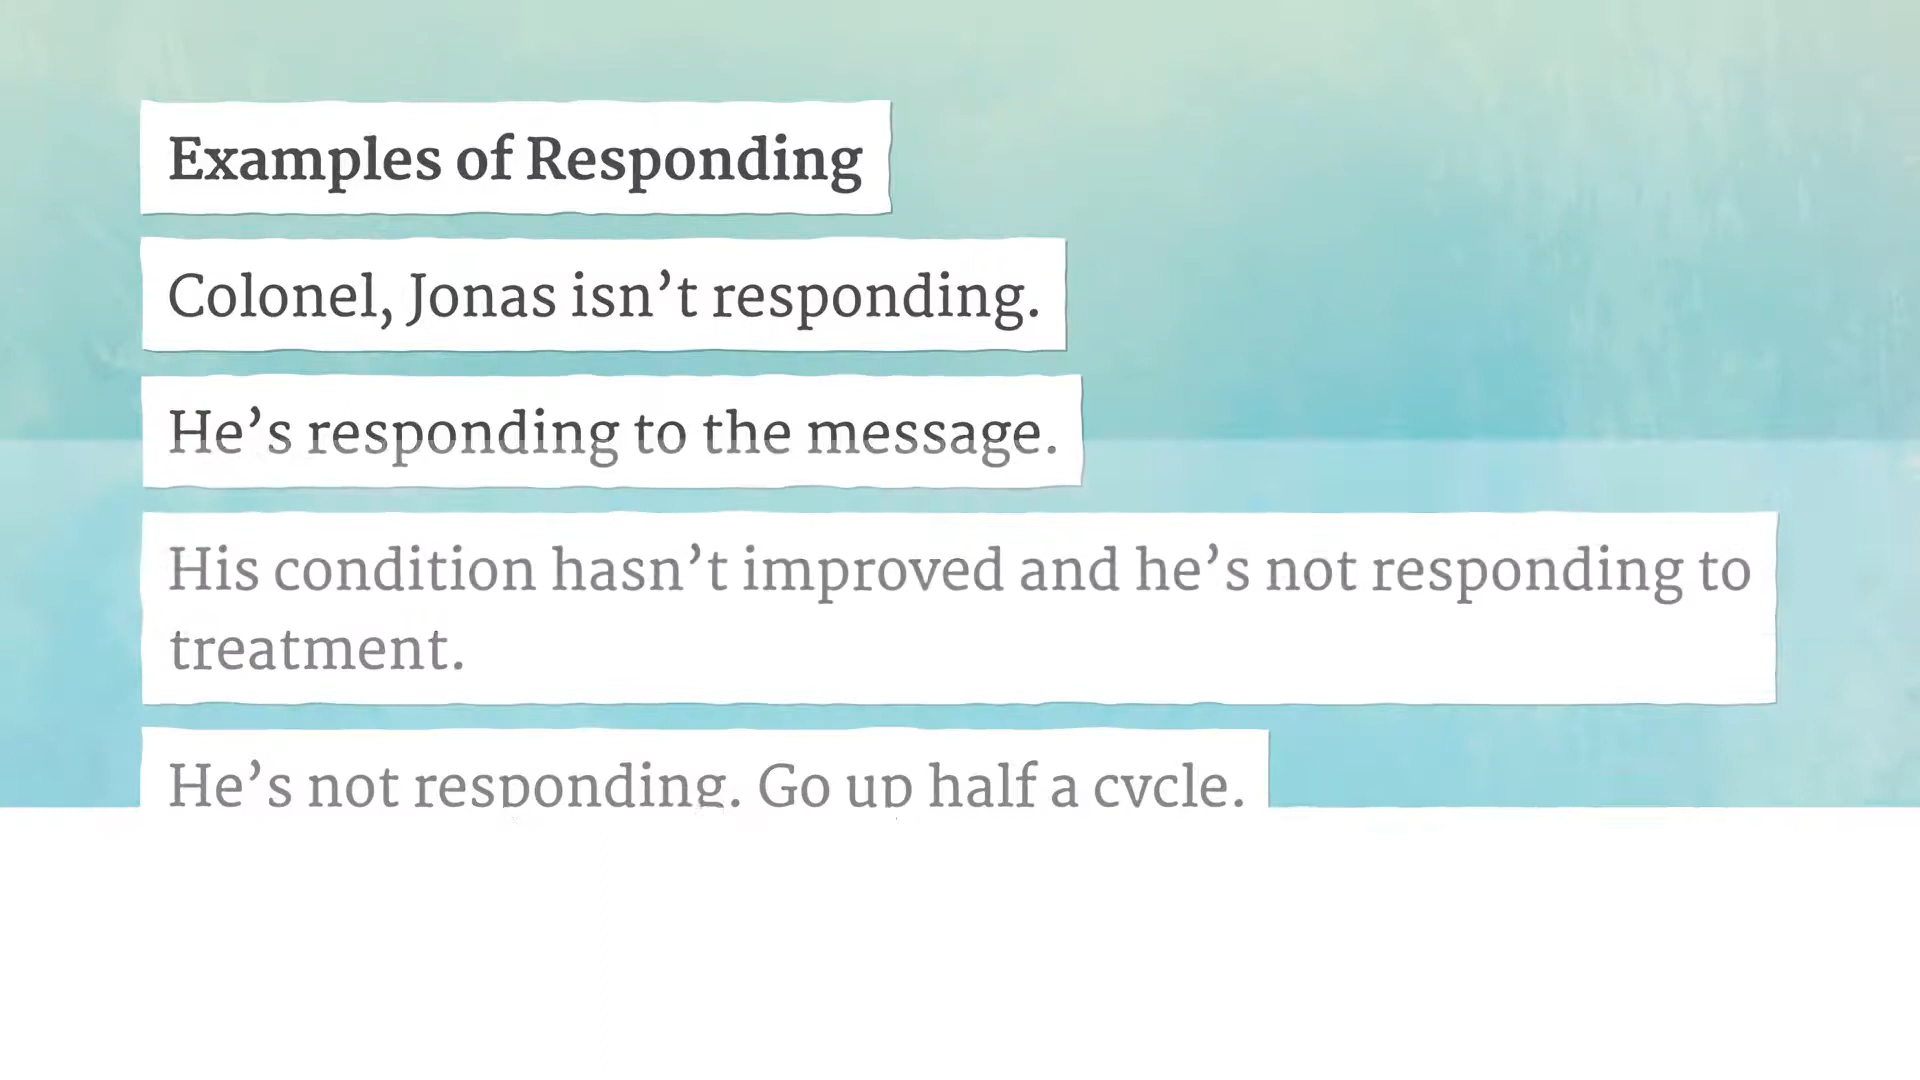 Examples of Responding
Colonel, Jonas isn’t responding.
He’s responding to the message.
His condition hasn’t improved and he’s not responding to
treatment.
He’s not responding. Go up half a cycle.